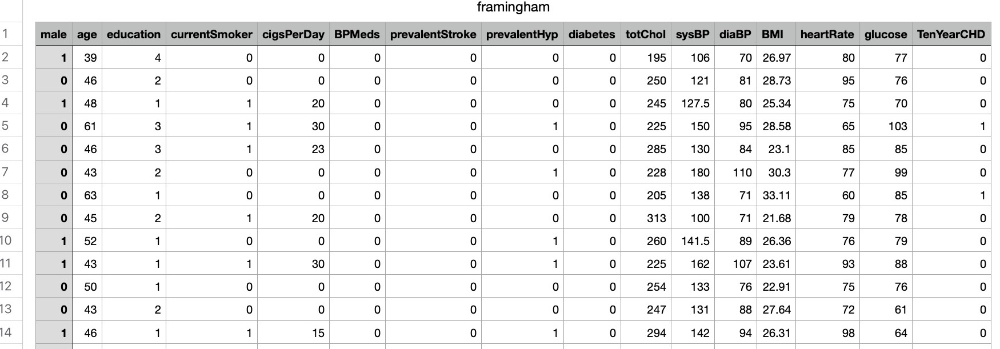 framingham
1 male age education currentSmoker cigsPerDay BPMeds prevalentStroke prevalentHyp diabetes totChol sysBP diaBP BMI heartRate glucose TenYearCHD
2 1 39 4 0 0 0 0 0 0 195 106 70 26.97 80 77 0
3 0 46 2 0 0 0 0 0 0 250 121 81 28.73 95 76 0
4 1 48 1 1 20 0 0 0 0 245 127.5 80 25.34 75 70 0
5 0 61 3 1 30 0 0 1 0 225 150 95 28.58 65 103 1
6 0 46 3 1 23 0 0 0 0 285 130 84 23.1 85 85 0
7 0 43 2 0 0 0 0 1 0 228 180 110 30.3 77 99 0
8 0 63 1 0 0 0 0 0 0 205 138 71 33.11 60 85 1
9 0 45 2 1 20 0 0 0 0 313 100 71 21.68 79 78 0
10 1 52 1 0 0 0 0 1 0 260 141.5 89 26.36 76 79 0
11 1 43 1 1 30 0 0 1 0 225 162 107 23.61 93 88 0
12 0 50 1 0 0 0 0 0 0 254 133 76 22.91 75 76 0
13 0 43 2 0 0 0 0 0 0 247 131 88 27.64 72 61 0
14 1 46 1 1 15 0 0 1 0 294 142 94 26.31 98 64 0